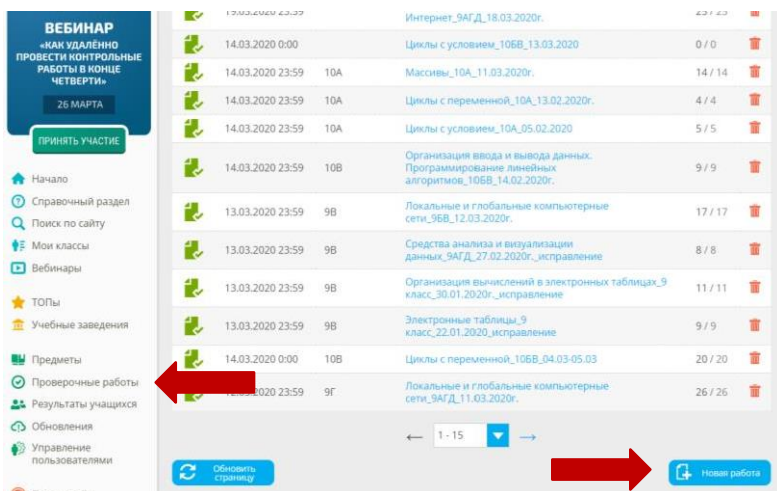 ВЕБИНАР
«КАК УДАЛЁННО
ПРОВЕСТИ КОНТРОЛЬНЫЕ
РАБОТЫ В КОНЦЕ
ЧЕТВЕРТИ»
26 МАРТА
ПРИНЯТЬ УЧАСТИЕ
Начало
Справочный раздел
Поиск по сайту
Мои классы
Вебинары
ТОПы
Учебные заведения
Предметы
Проверочные работы
Результаты учащихся
Обновления
Управление
пользователями
19.03.2020 23:59 Интернет_9АГД_18.03.2020г. 25 / 25
14.03.2020 0:00 Циклы с условием_10БВ_13.03.2020 0 / 0
14.03.2020 23:59 10А Массивы_10А_11.03.2020г. 14 / 14
14.03.2020 23:59 10А Циклы с переменной_10А_13.02.2020г. 4 / 4
14.03.2020 23:59 10А Циклы с условием_10А_05.02.2020 5 / 5
14.03.2020 23:59 10В Организация ввода и вывода данных.
Программирование линейных
алгоритмов_10БВ_14.02.2020г. 9 / 9
13.03.2020 23:59 9В Локальные и глобальные компьютерные
сети_9БВ_12.03.2020г. 17 / 17
13.03.2020 23:59 9В Средства анализа и визуализации
данных_9АГД_27.02.2020г._исправление 8 / 8
13.03.2020 23:59 9В Организация вычислений в электронных таблицах_9
класс_30.01.2020г._исправление 11 / 11
13.03.2020 23:59 9В Электронные таблицы_9
класс_22.01.2020_исправление 9 / 9
14.03.2020 0:00 10В Циклы с переменной_10БВ_04.03-05.03 20 / 20
2020 23:59 9Г Локальные и глобальные компьютерные
сети_9АГД_11.03.2020г. 26 / 26
← 1 - 15 →
Обновить
страницу
Новая работа